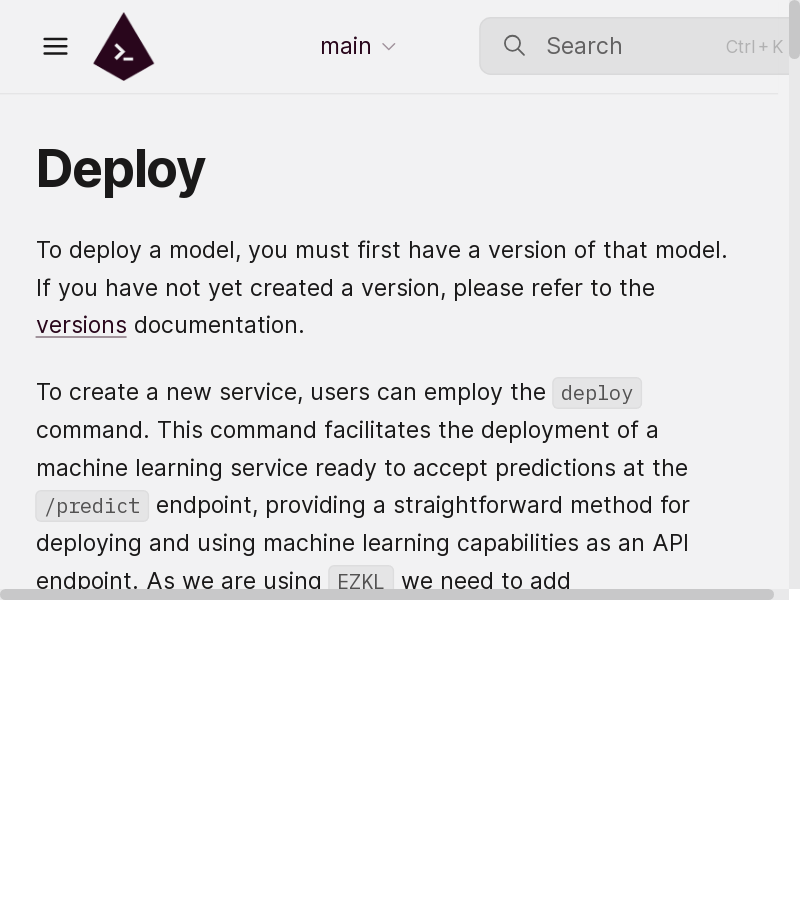 main
Search
Ctrl + K
Deploy
To deploy a model, you must first have a version of that model.
If you have not yet created a version, please refer to the
versions documentation.
To create a new service, users can employ the deploy
command. This command facilitates the deployment of a
machine learning service ready to accept predictions at the
/predict endpoint, providing a straightforward method for
deploying and using machine learning capabilities as an API
endpoint. As we are using EZKL we need to add